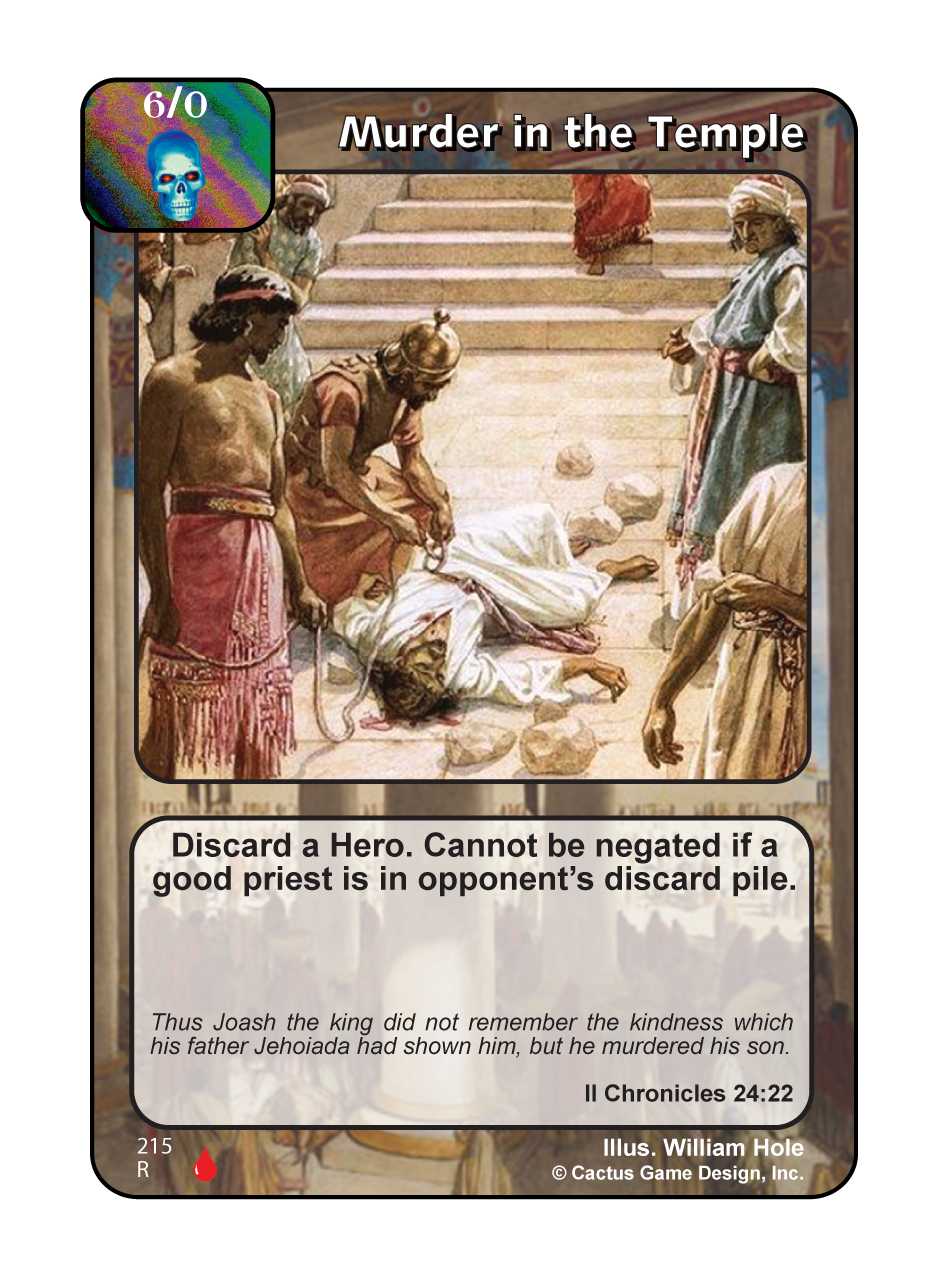 6/0
Murder in the Temple
Discard a Hero. Cannot be negated if a
good priest is in opponent’s discard pile.
Thus Joash the king did not remember the kindness which
his father Jehoiada had shown him, but he murdered his son.
II Chronicles 24:22
215
R
Illus. William Hole
© Cactus Game Design, Inc.